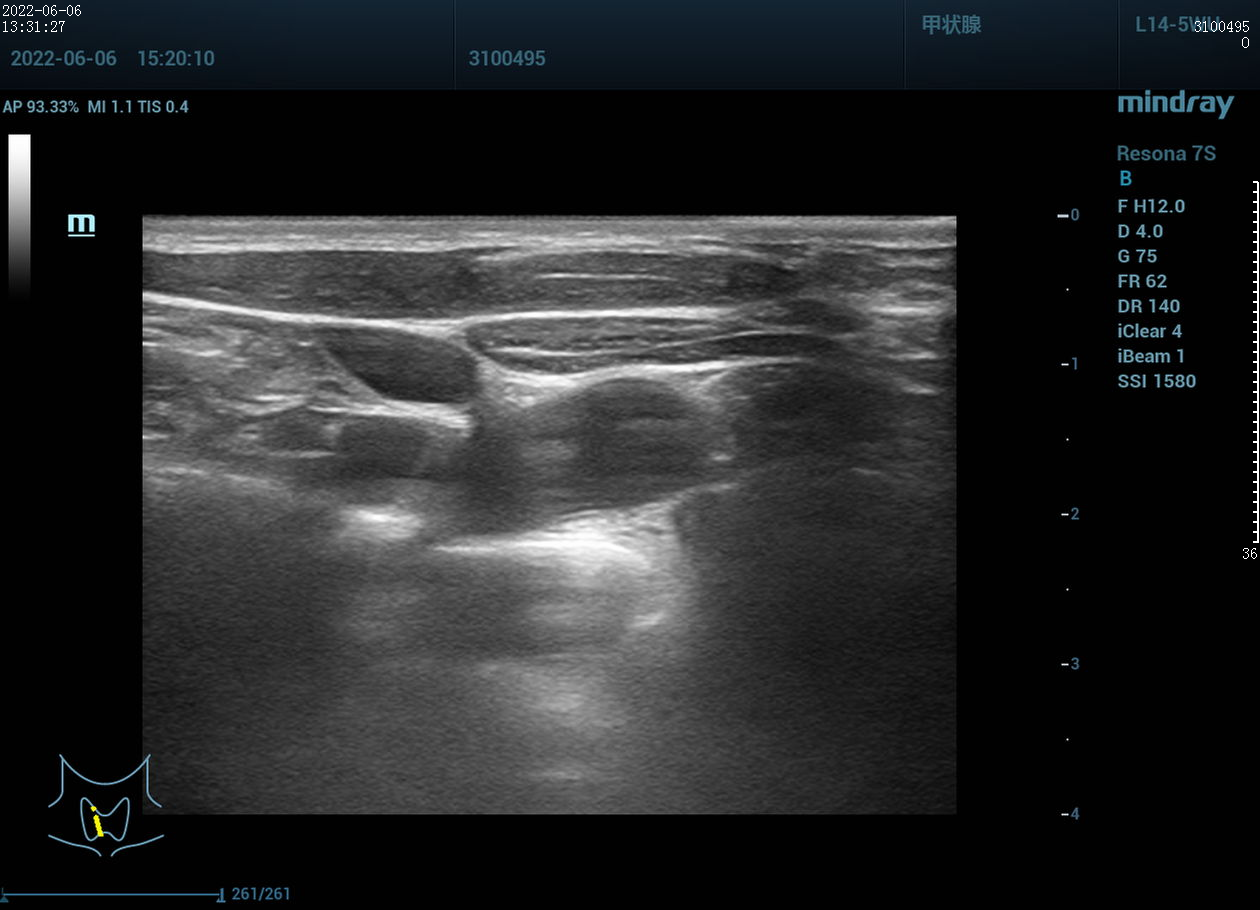 2022-06-06
13:31:27
2022-06-06 15:20:10
3100495
甲状腺
3100495
0
AP 93.33% MI 1.1 TIS 0.4
mindray
Resona 7S
B
F H12.0
D 4.0
G 75
FR 62
DR 140
iClear 4
iBeam 1
SSI 1580
m
0
1
2
3
4
36
261/261